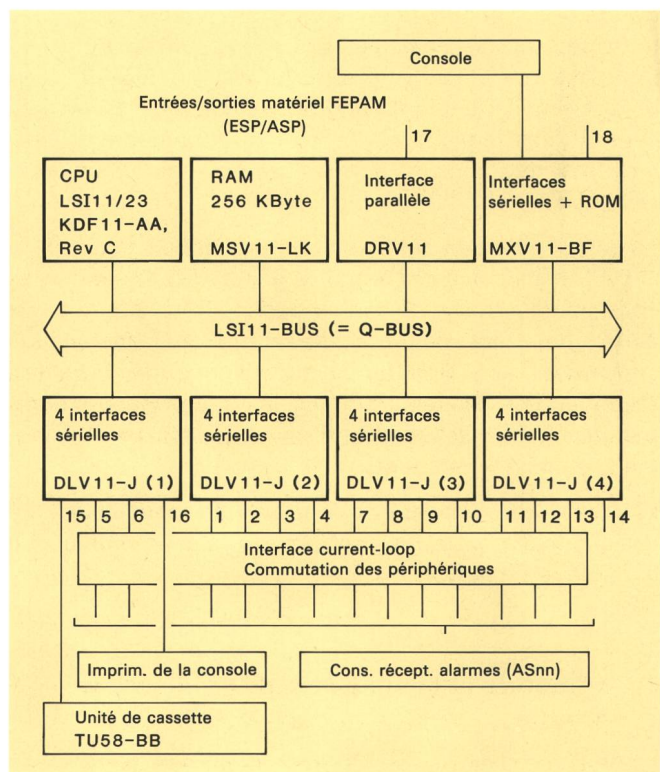 Console
Entrées/sorties matériel FEPAM
(ESP/ASP)
17
18
CPU
LSI11/23
KDF11-AA,
Rev C
RAM
256 KByte
MSV11-LK
Interface
parallèle
DRV11
Interfaces
sérielles + ROM
MXV11-BF
LSI11-BUS (= Q-BUS)
4 interfaces
sérielles
DLV11-J (1)
4 interfaces
sérielles
DLV11-J (2)
4 interfaces
sérielles
DLV11-J (3)
4 interfaces
sérielles
DLV11-J (4)
15 5 6 16 1 2 3 4 7 8 9 10 11 12 13 14
Interface current-loop
Commutation des périphériques
Imprim. de la console
Cons. récept. alarmes (ASnn)
Unité de cassette
TU58-BB